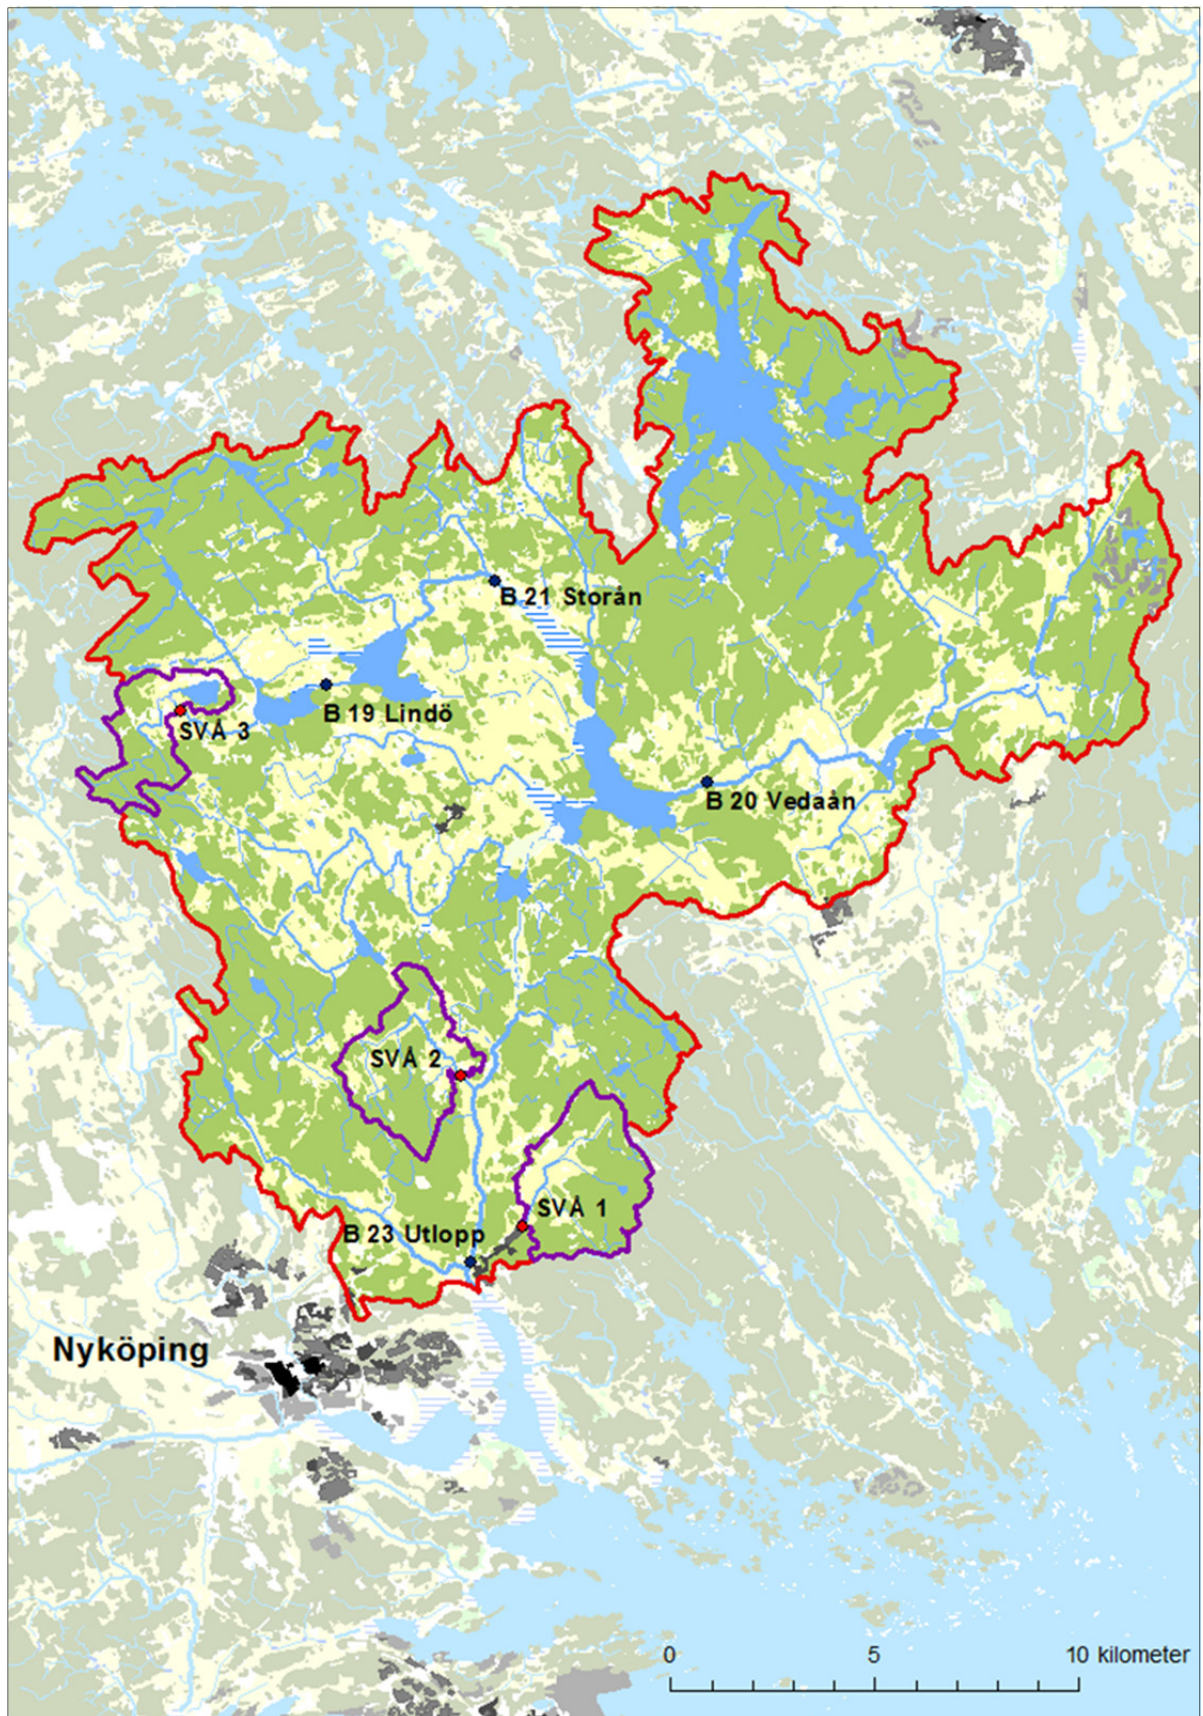 B 21 Storån
B 19 Lindö
SVÅ 3
B 20 Vedaån
SVÅ 2
SVÅ 1
B 23 Utlopp
Nyköping
0 5 10 kilometer